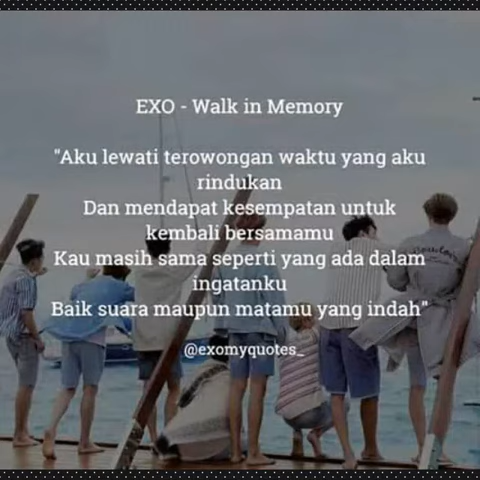 EXO - Walk in Memory
"Aku lewati terowongan waktu yang aku
rindukan
Dan mendapat kesempatan untuk
kembali bersamamu
Kau masih sama seperti yang ada dalam
ingatanku
Baik suara maupun matamu yang indah"
@exomyquotes_